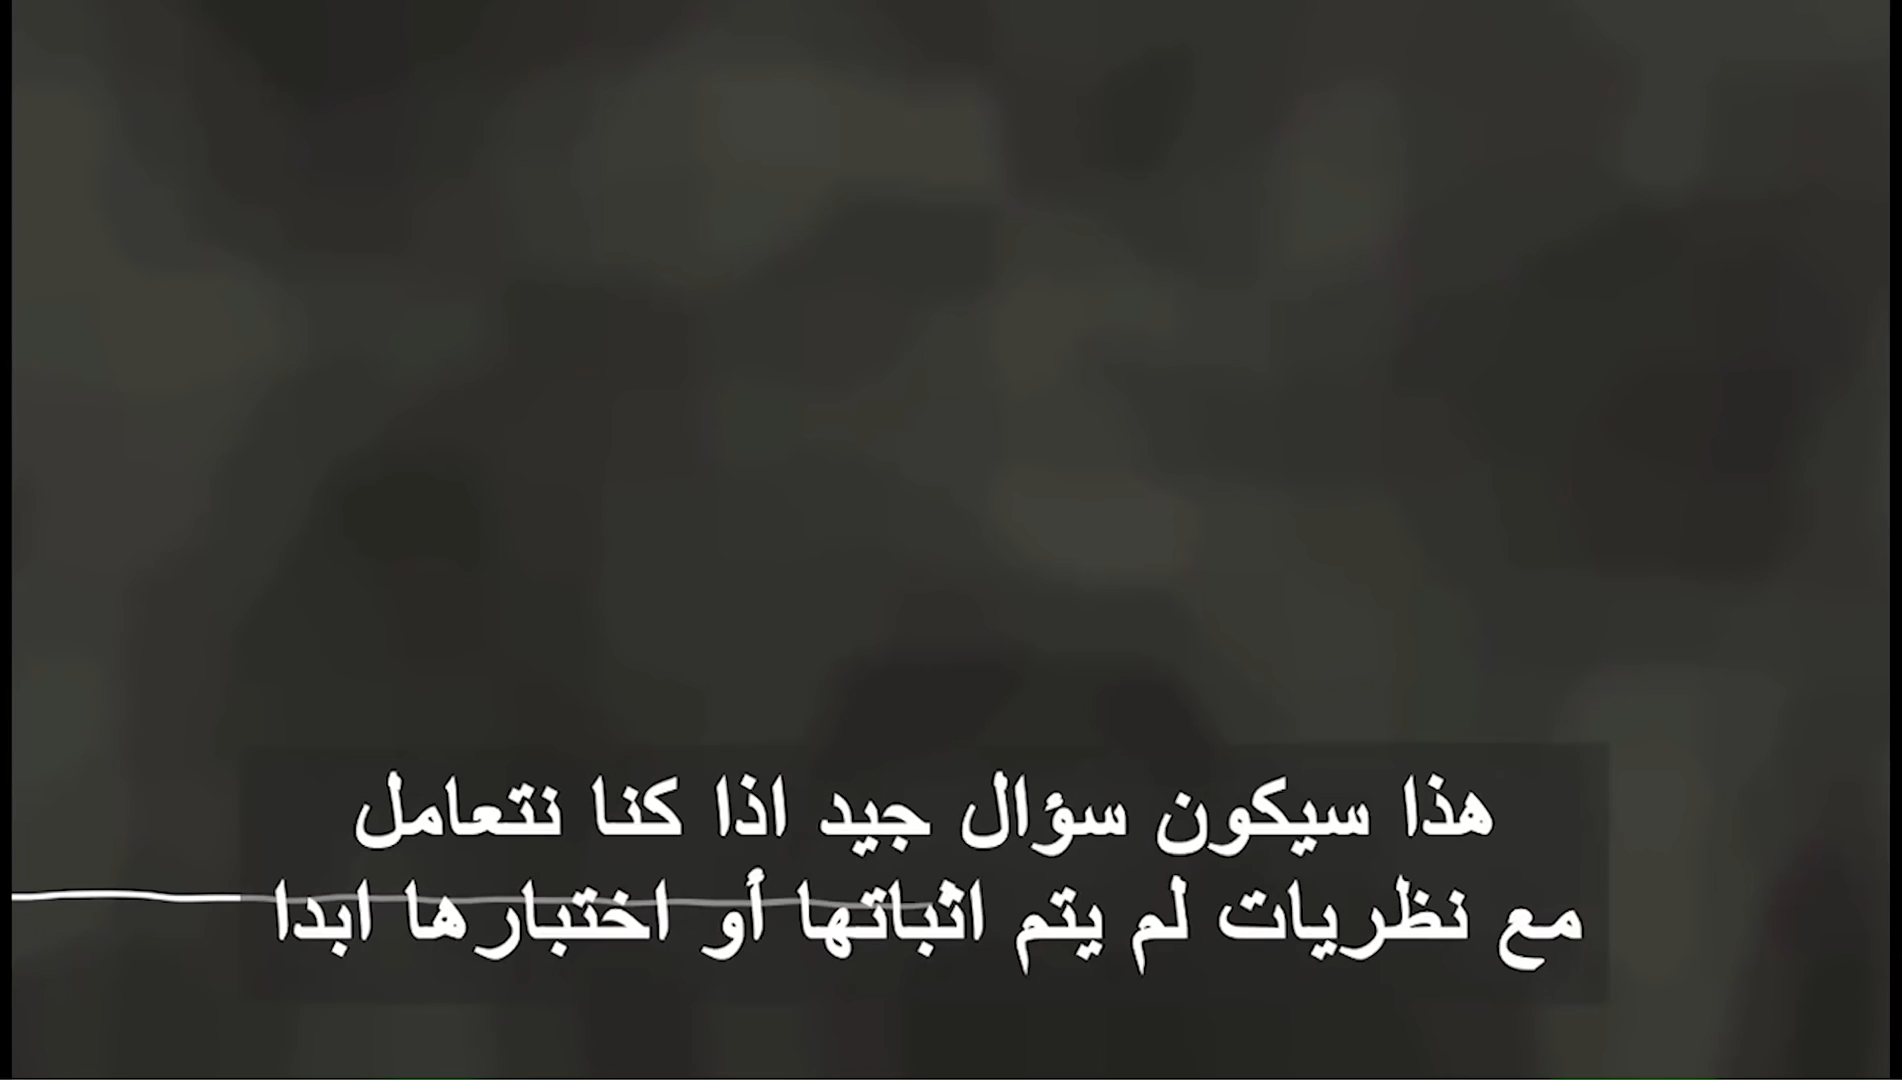 هذا سيكون سؤال جيد اذا كنا نتعامل
مع نظريات لم يتم اثباتها أو اختبارها ابدا